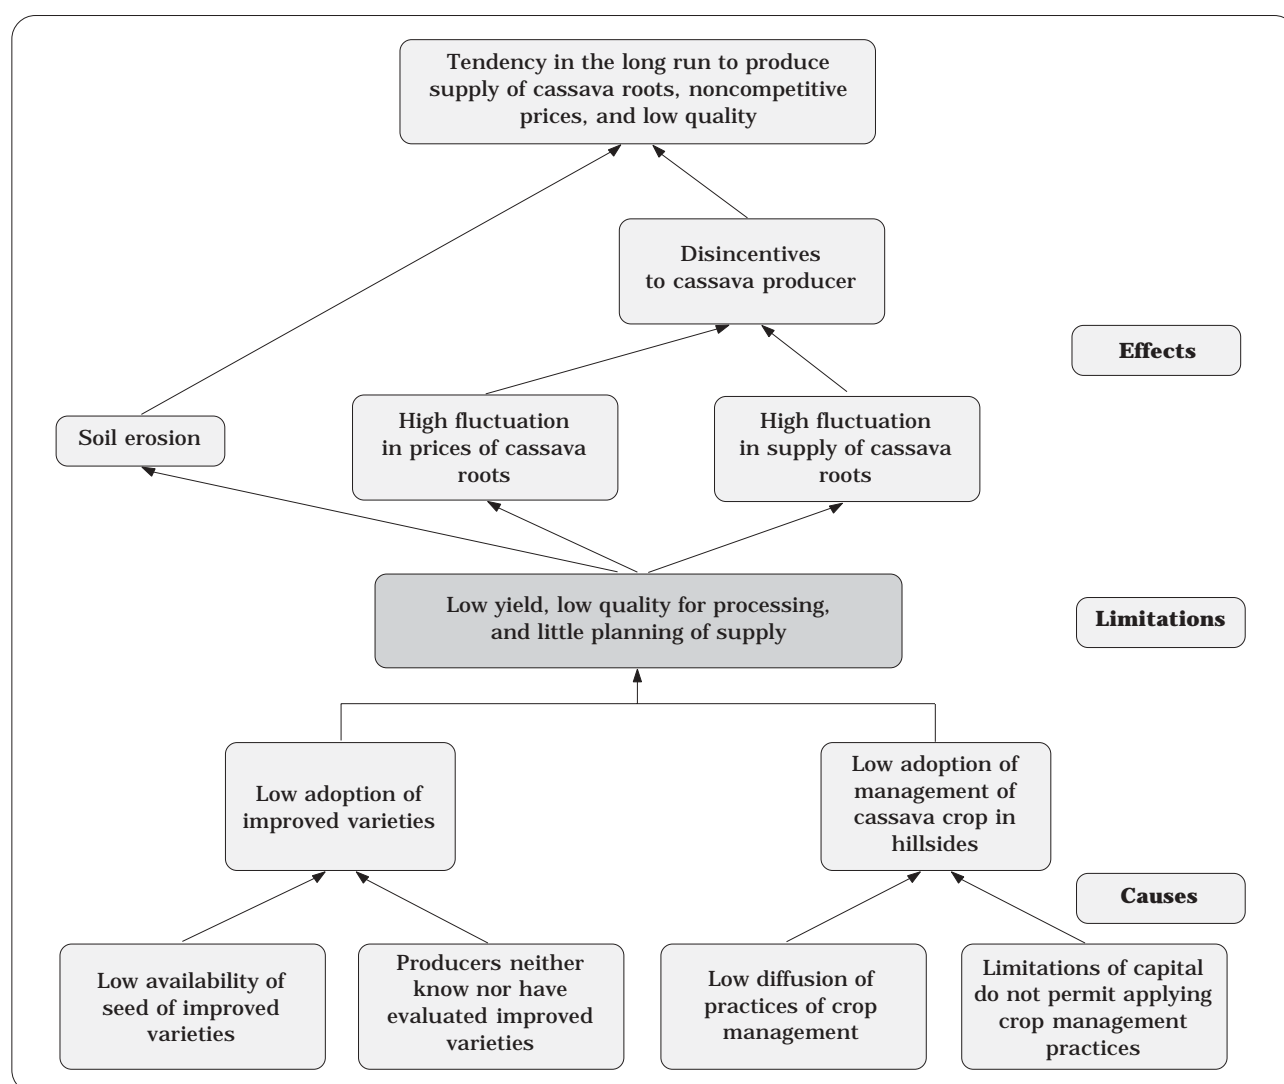 Tendency in the long run to produce
supply of cassava roots, noncompetitive
prices, and low quality
Disincentives
to cassava producer
Effects
Soil erosion
High fluctuation
in prices of cassava
roots
High fluctuation
in supply of cassava
roots
Low yield, low quality for processing,
and little planning of supply
Limitations
Low adoption of
improved varieties
Low adoption of
management of
cassava crop in
hillsides
Causes
Low availability of
seed of improved
varieties
Producers neither
know nor have
evaluated improved
varieties
Low diffusion of
practices of crop
management
Limitations of capital
do not permit applying
crop management
practices